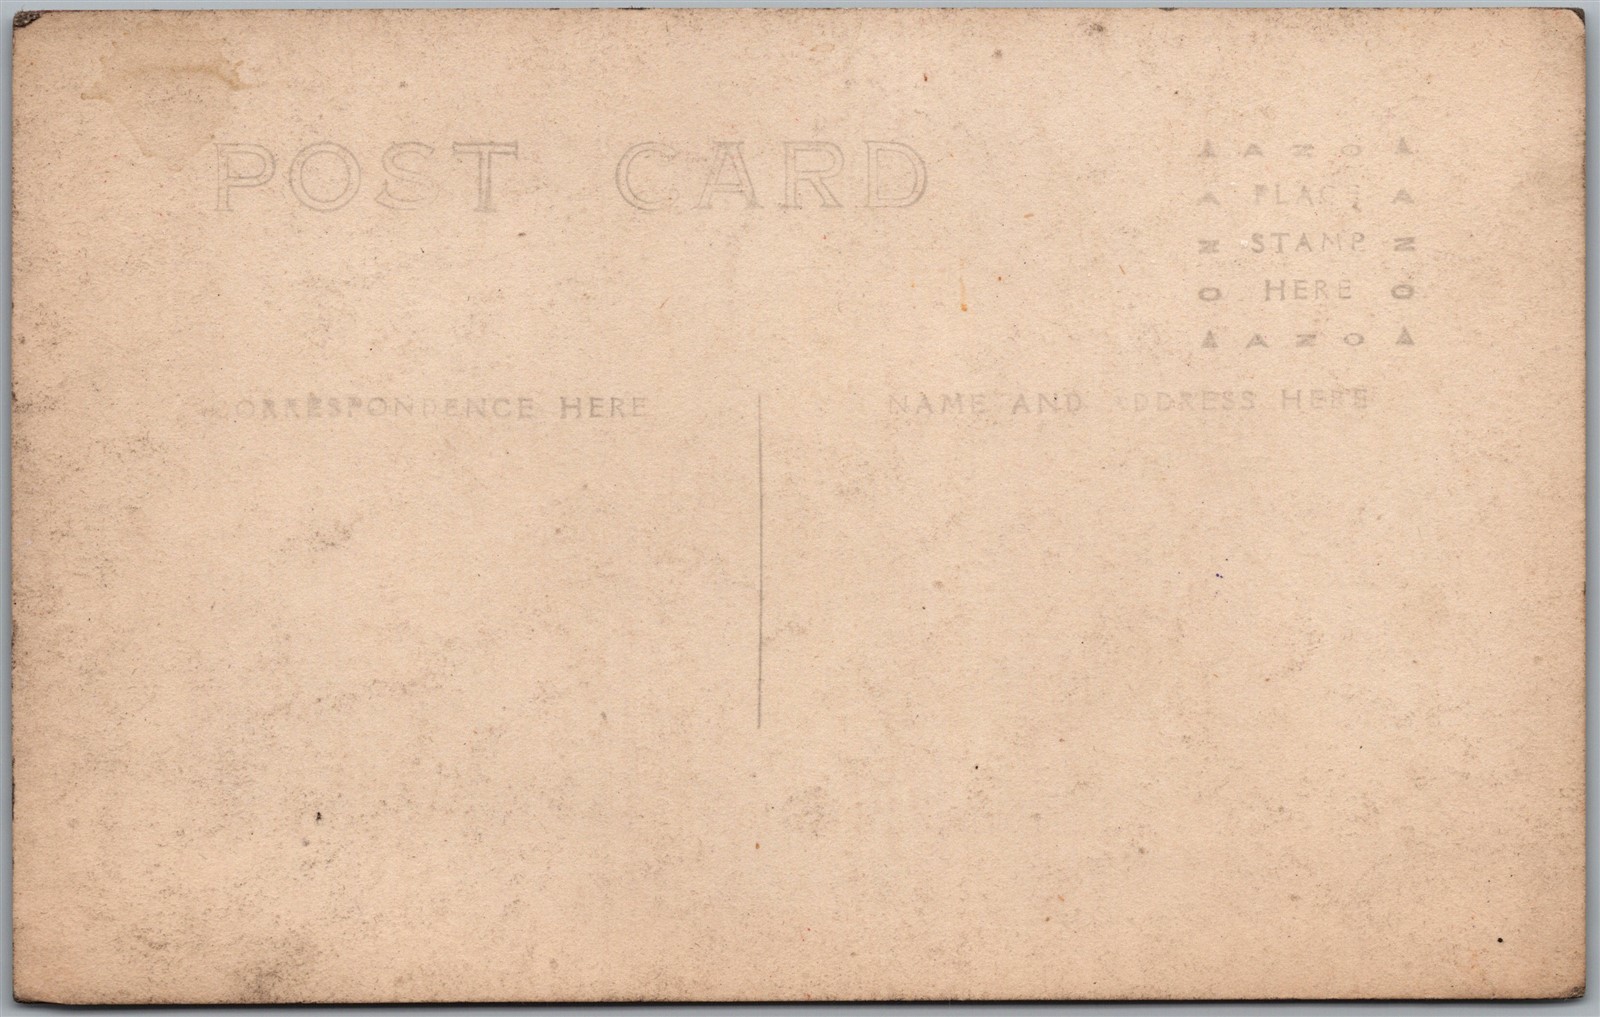 POST CARD
▲ AZO ▲
A PLACE A
N STAMP N
O HERE O
▲ AZO ▲
CORRESPONDENCE HERE
NAME AND ADDRESS HERE